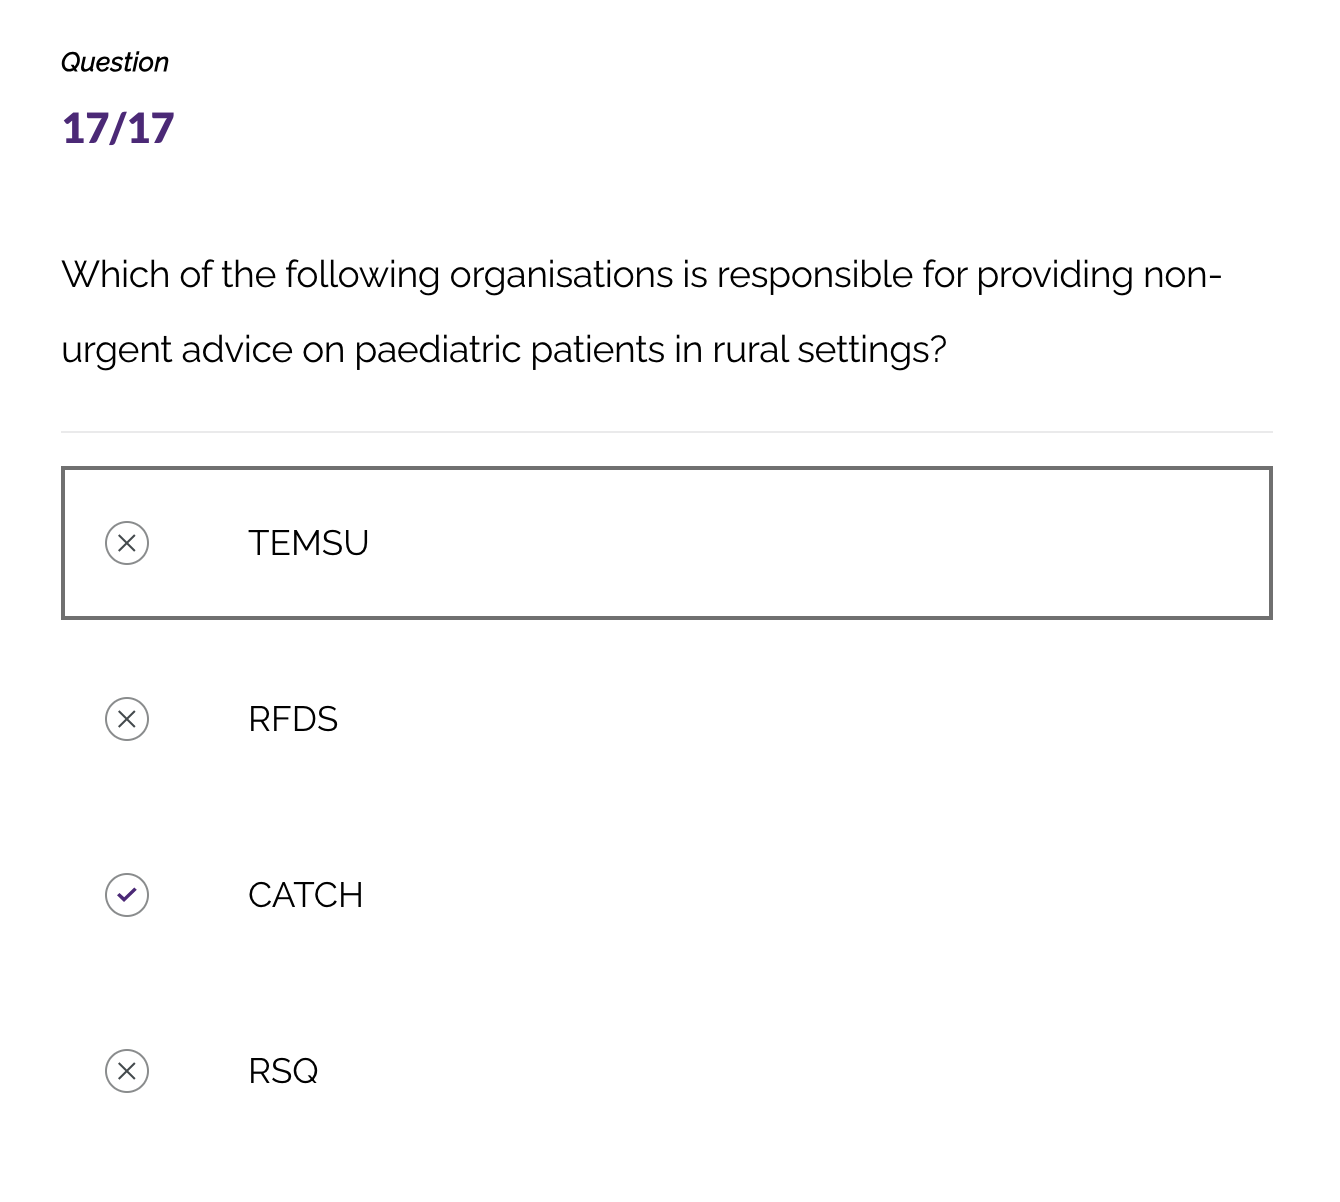 Question
17/17
Which of the following organisations is responsible for providing non-
urgent advice on paediatric patients in rural settings?
TEMSU
RFDS
CATCH
RSQ